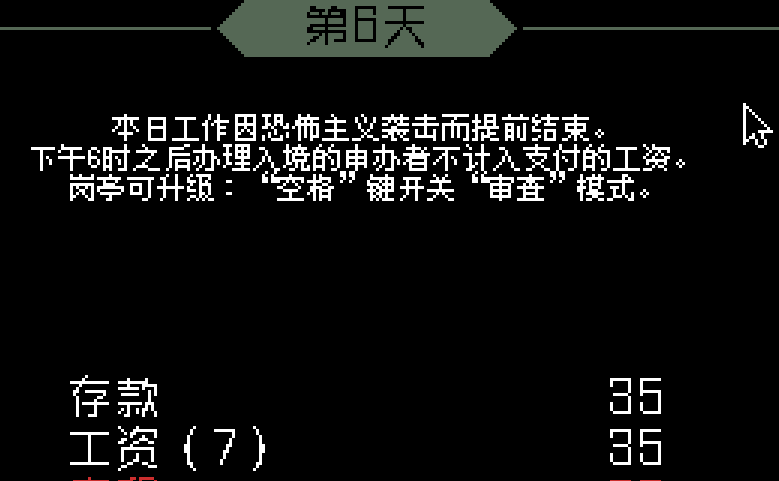 第6天
本日工作因恐怖主义袭击而提前结束。
下午6时之后办理入境的申办者不计入支付的工资。
岗亭可升级：“空格”键开关“审查”模式。
存款 35
工资(7) 35